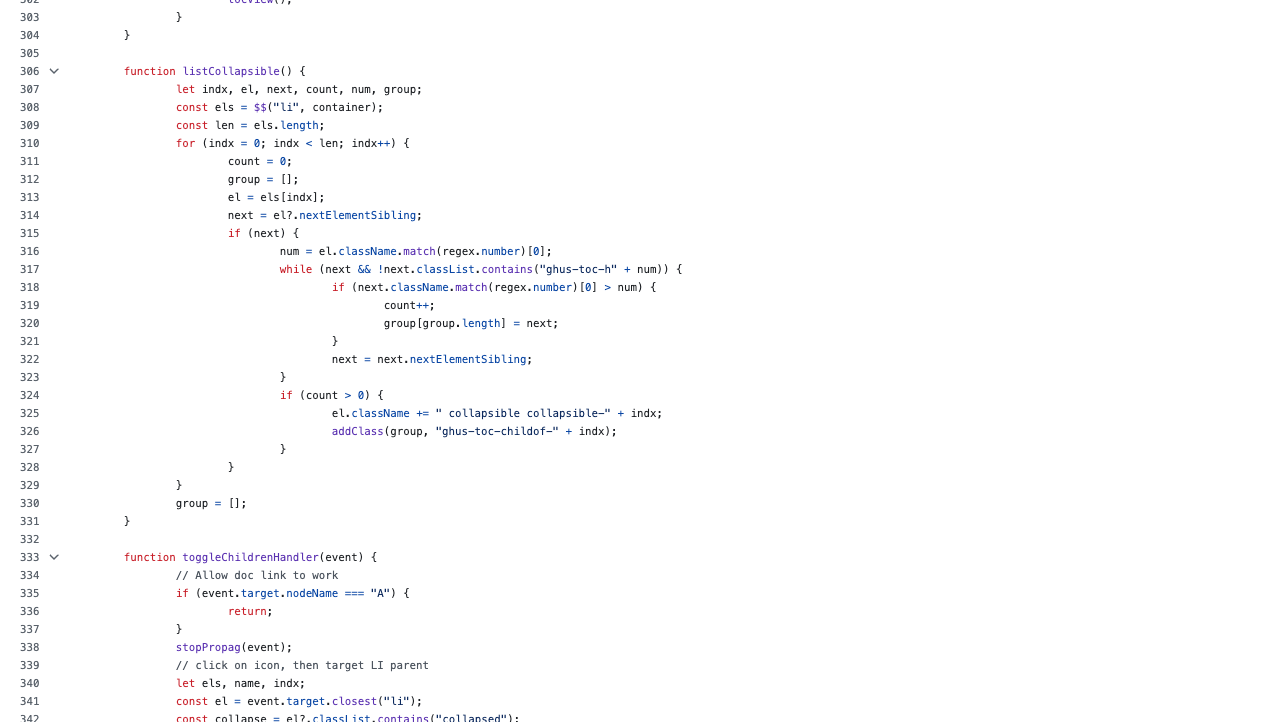 303 }
304 }
305
306 function listCollapsible() {
307 let indx, el, next, count, num, group;
308 const els = $$("li", container);
309 const len = els.length;
310 for (indx = 0; indx < len; indx++) {
311 count = 0;
312 group = [];
313 el = els[indx];
314 next = el?.nextElementSibling;
315 if (next) {
316 num = el.className.match(regex.number)[0];
317 while (next && !next.classList.contains("ghus-toc-h" + num)) {
318 if (next.className.match(regex.number)[0] > num) {
319 count++;
320 group[group.length] = next;
321 }
322 next = next.nextElementSibling;
323 }
324 if (count > 0) {
325 el.className += " collapsible collapsible-" + indx;
326 addClass(group, "ghus-toc-childof-" + indx);
327 }
328 }
329 }
330 group = [];
331 }
332
333 function toggleChildrenHandler(event) {
334 // Allow doc link to work
335 if (event.target.nodeName === "A") {
336 return;
337 }
338 stopPropag(event);
339 // click on icon, then target LI parent
340 let els, name, indx;
341 const el = event.target.closest("li");
342 const collapse = el?.classList.contains("collapsed");